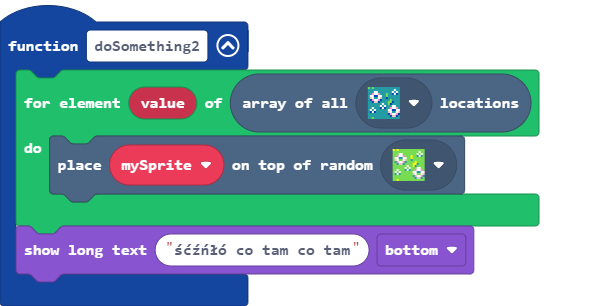 function doSomething2
for element value of array of all locations
do
place mySprite on top of random
show long text "śćźńłó co tam co tam" bottom